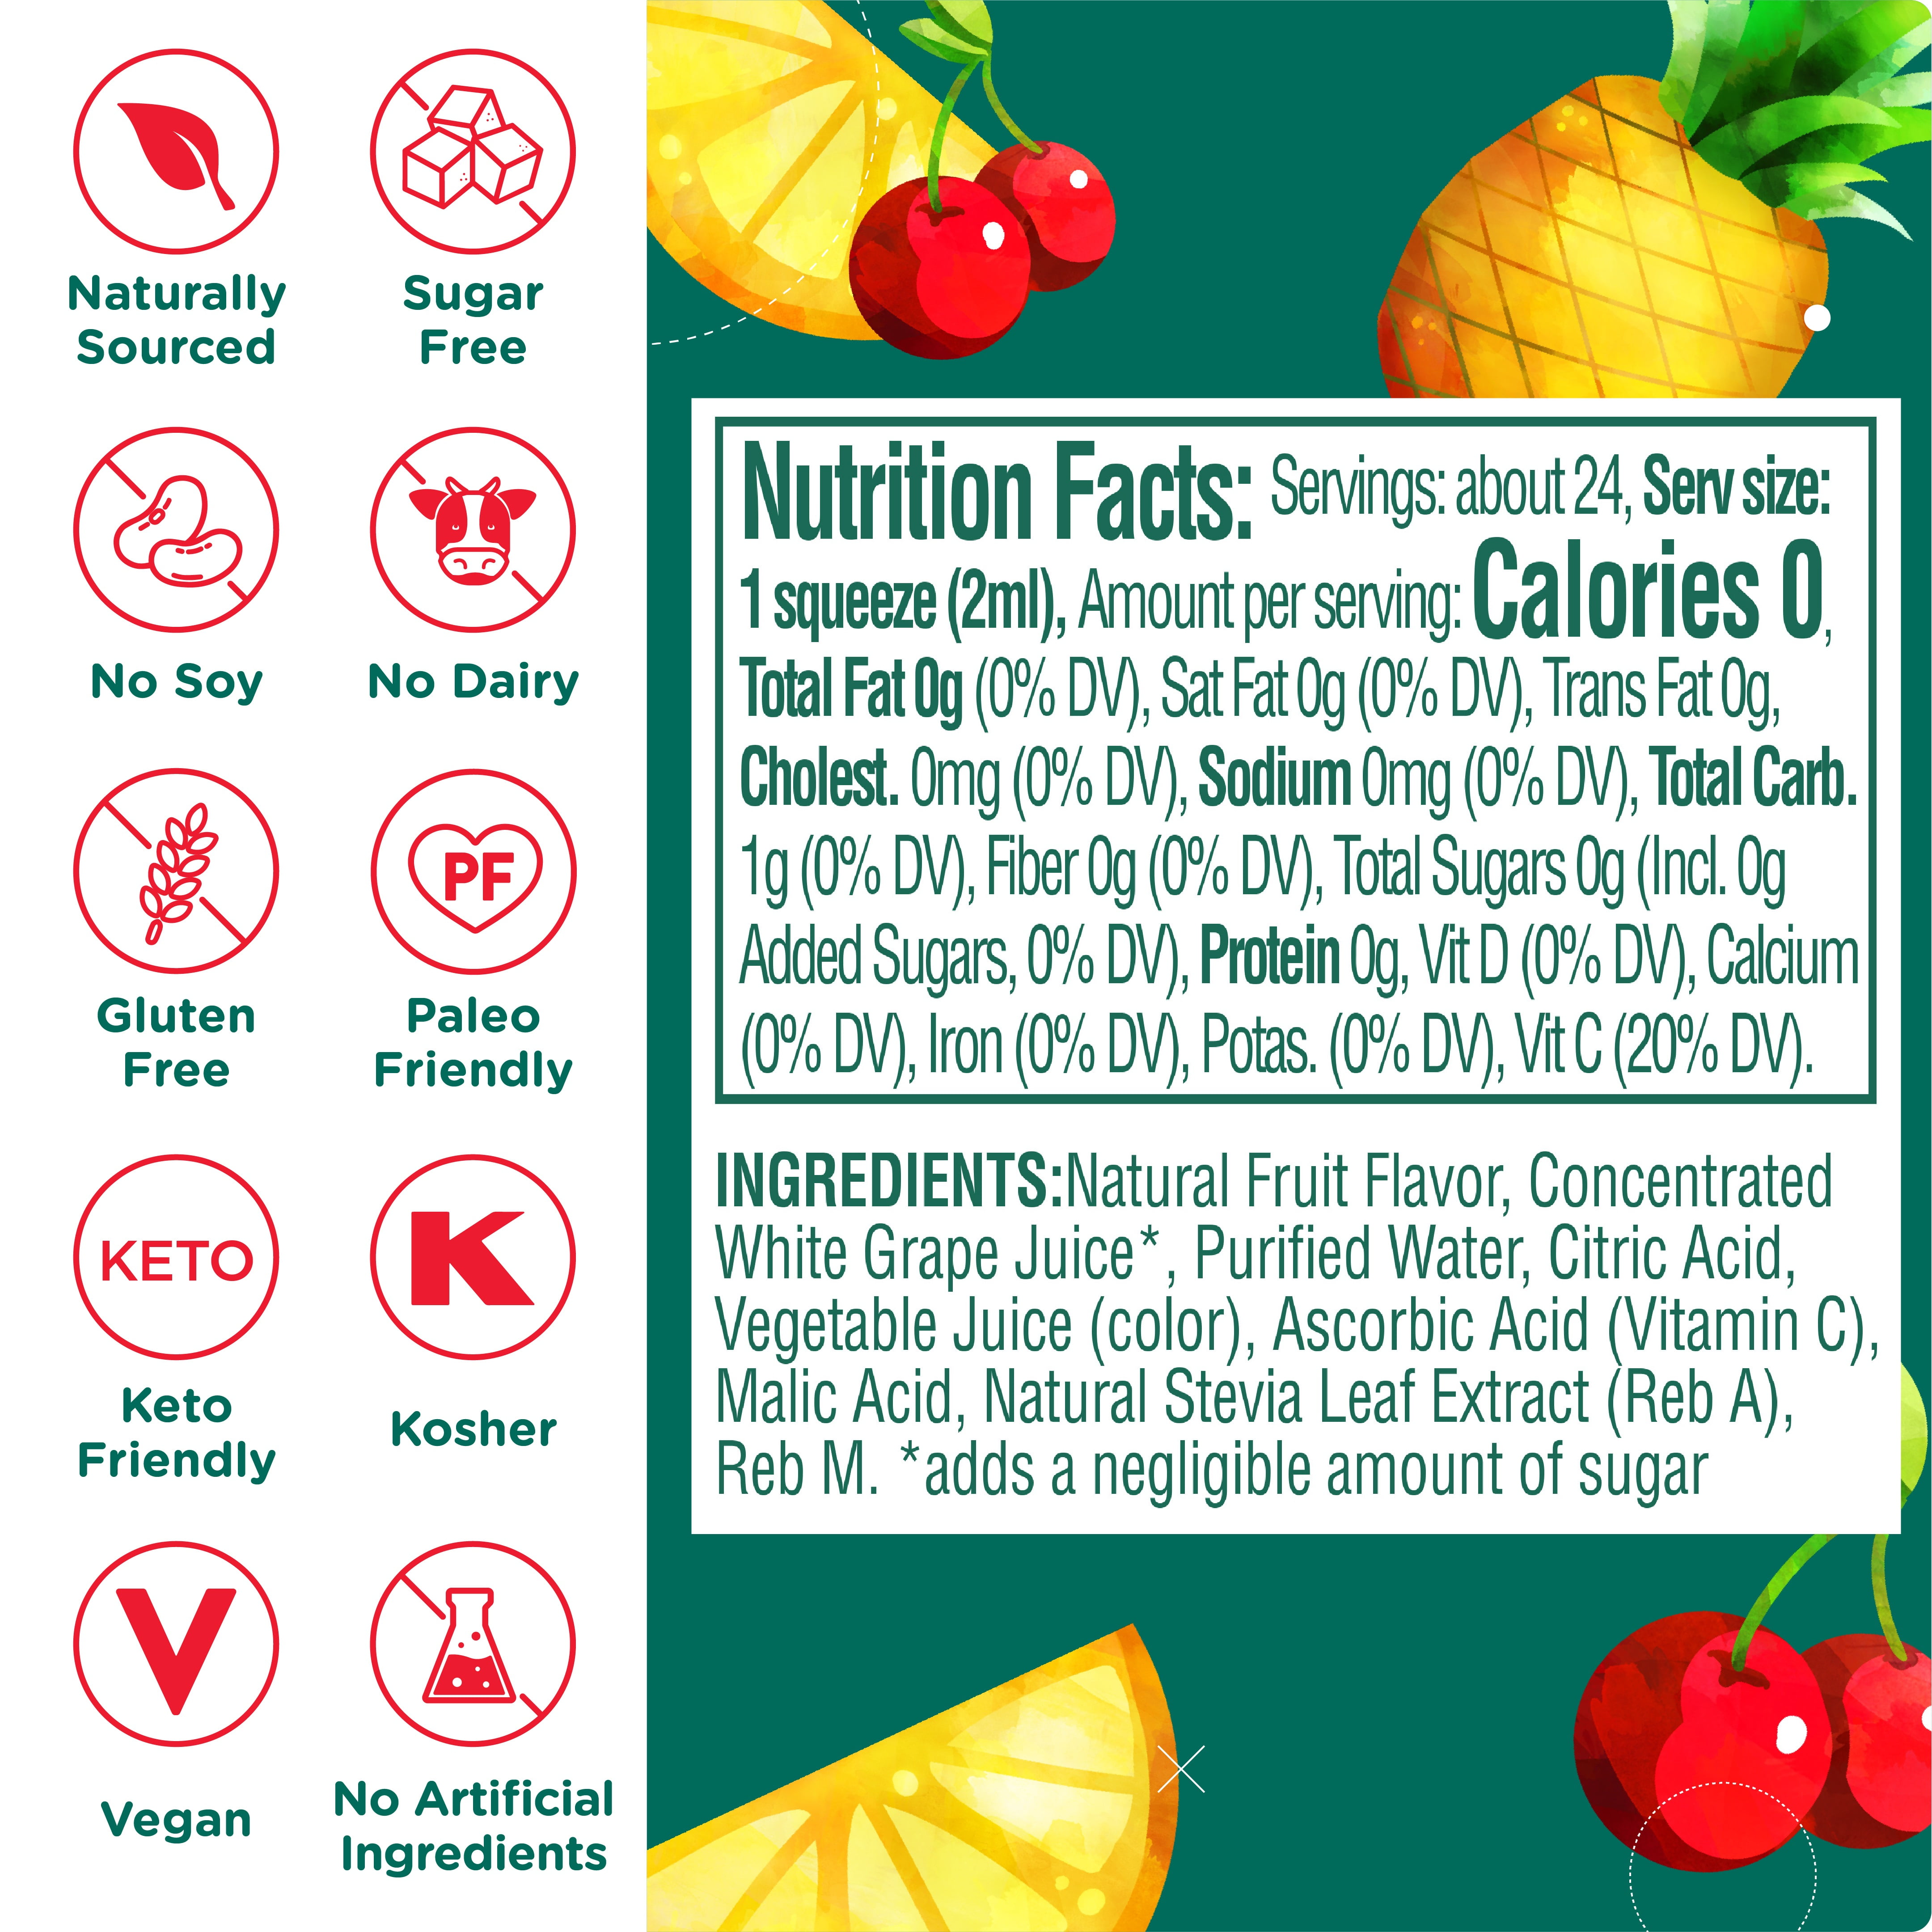 Naturally
Sourced
Sugar
Free
No Soy
No Dairy
Gluten
Free
PF
Paleo
Friendly
KETO
Keto
Friendly
K
Kosher
V
Vegan
No Artificial
Ingredients
Nutrition Facts: Servings: about 24, Serv size:
1 squeeze (2ml), Amount per serving: Calories 0,
Total Fat 0g (0% DV), Sat Fat 0g (0% DV), Trans Fat 0g,
Cholest. 0mg (0% DV), Sodium 0mg (0% DV), Total Carb.
1g (0% DV), Fiber 0g (0% DV), Total Sugars 0g (Incl. 0g
Added Sugars, 0% DV), Protein 0g, Vit D (0% DV), Calcium
(0% DV), Iron (0% DV), Potas. (0% DV), Vit C (20% DV).
INGREDIENTS:Natural Fruit Flavor, Concentrated
White Grape Juice*, Purified Water, Citric Acid,
Vegetable Juice (color), Ascorbic Acid (Vitamin C),
Malic Acid, Natural Stevia Leaf Extract (Reb A),
Reb M. *adds a negligible amount of sugar